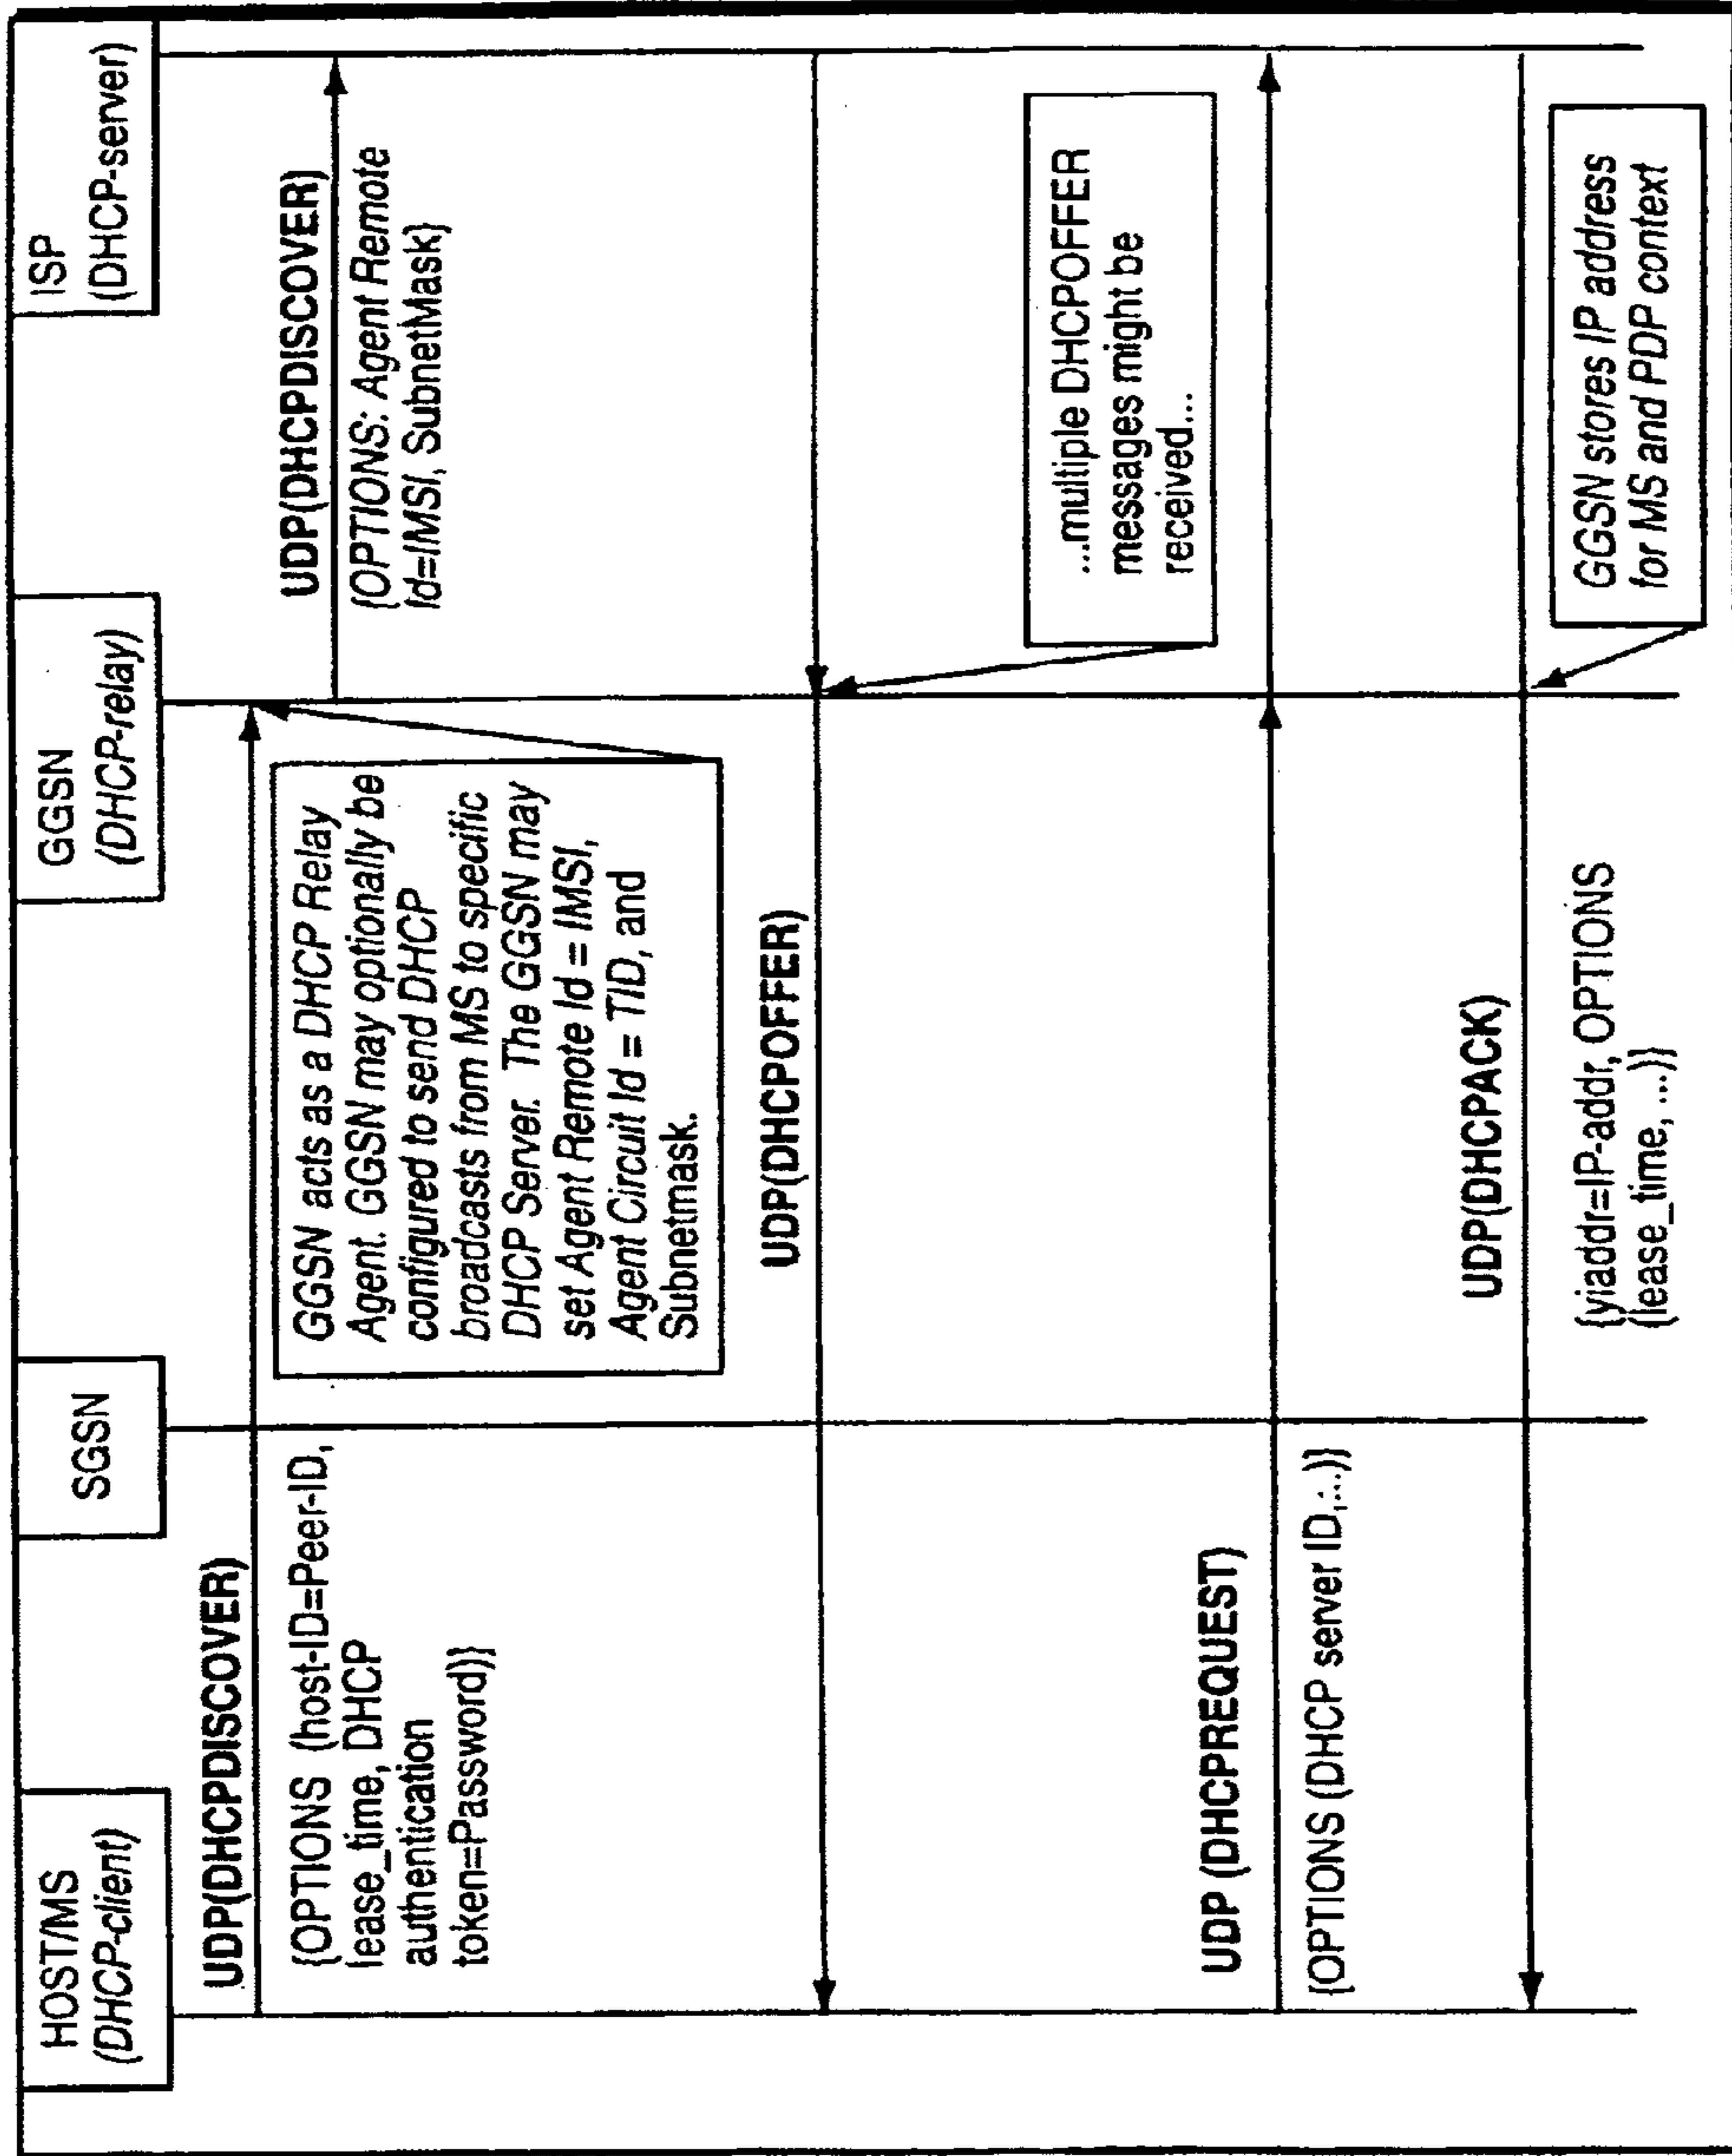 HOST/MS
(DHCP-client)
SGSN
GGSN
(DHCP-relay)
ISP
(DHCP-server)
UDP(DHCPDISCOVER)
{OPTIONS (host-ID=Peer-ID,
lease_time, DHCP
authentication
token=Password)}
GGSN acts as a DHCP Relay
Agent. GGSN may optionally be
configured to send DHCP
broadcasts from MS to specific
DHCP Server. The GGSN may
set Agent Remote Id = IMSI,
Agent Circuit Id = TID, and
Subnetmask.
UDP(DHCPDISCOVER)
{OPTIONS: Agent Remote
Id=IMSI, SubnetMask}
UDP(DHCPOFFER)
...multiple DHCPOFFER
messages might be
received...
UDP (DHCPREQUEST)
{OPTIONS (DHCP server ID,...)}
UDP(DHCPACK)
{yiaddr=IP-addr, OPTIONS
(lease_time, ...)}
GGSN stores IP address
for MS and PDP context